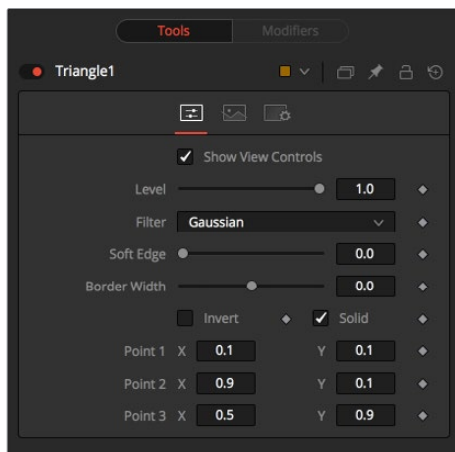 Tools Modifiers
Triangle1
Show View Controls
Level 1.0
Filter Gaussian
Soft Edge 0.0
Border Width 0.0
Invert Solid
Point 1 X 0.1 Y 0.1
Point 2 X 0.9 Y 0.1
Point 3 X 0.5 Y 0.9